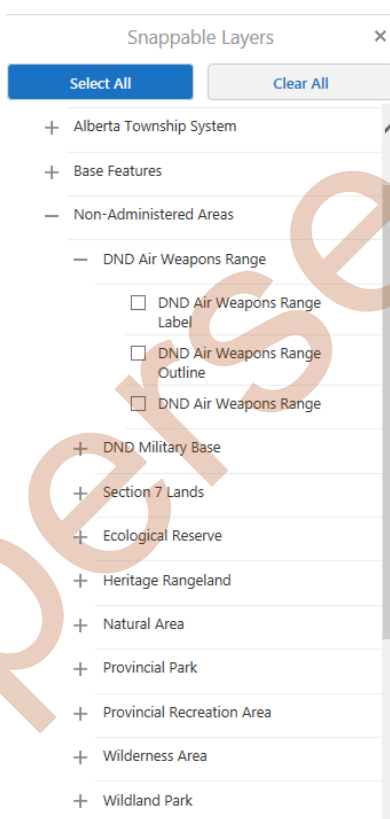 Snappable Layers
Select All
Clear All
Alberta Township System
Base Features
Non-Administered Areas
DND Air Weapons Range
DND Air Weapons Range
Label
DND Air Weapons Range
Outline
DND Air Weapons Range
DND Military Base
Section 7 Lands
Ecological Reserve
Heritage Rangeland
Natural Area
Provincial Park
Provincial Recreation Area
Wilderness Area
Wildland Park
perse